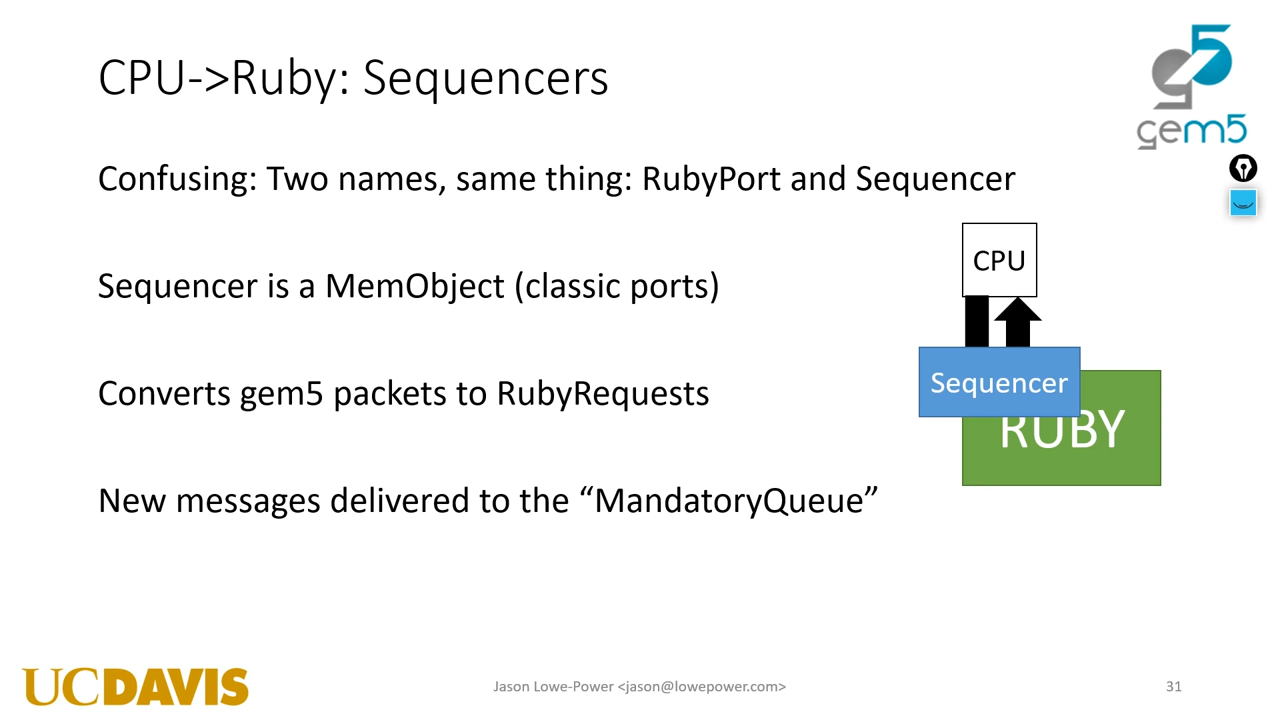 CPU->Ruby: Sequencers
gem5
Confusing: Two names, same thing: RubyPort and Sequencer
CPU
Sequencer is a MemObject (classic ports)
Sequencer
Converts gem5 packets to RubyRequests
RUBY
New messages delivered to the “MandatoryQueue”
UCDAVIS
Jason Lowe-Power <jason@lowepower.com>
31